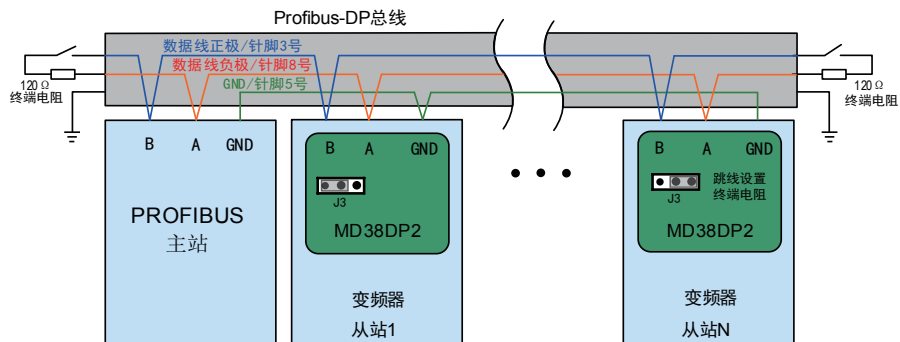 Profibus-DP总线
数据线正极/针脚3号
数据线负极/针脚8号
GND/针脚5号
120Ω
终端电阻
120Ω
终端电阻
B A GND
PROFIBUS
主站
B A GND
J3
MD38DP2
变频器
从站1
B A GND
跳线设置
终端电阻
J3
MD38DP2
变频器
从站N